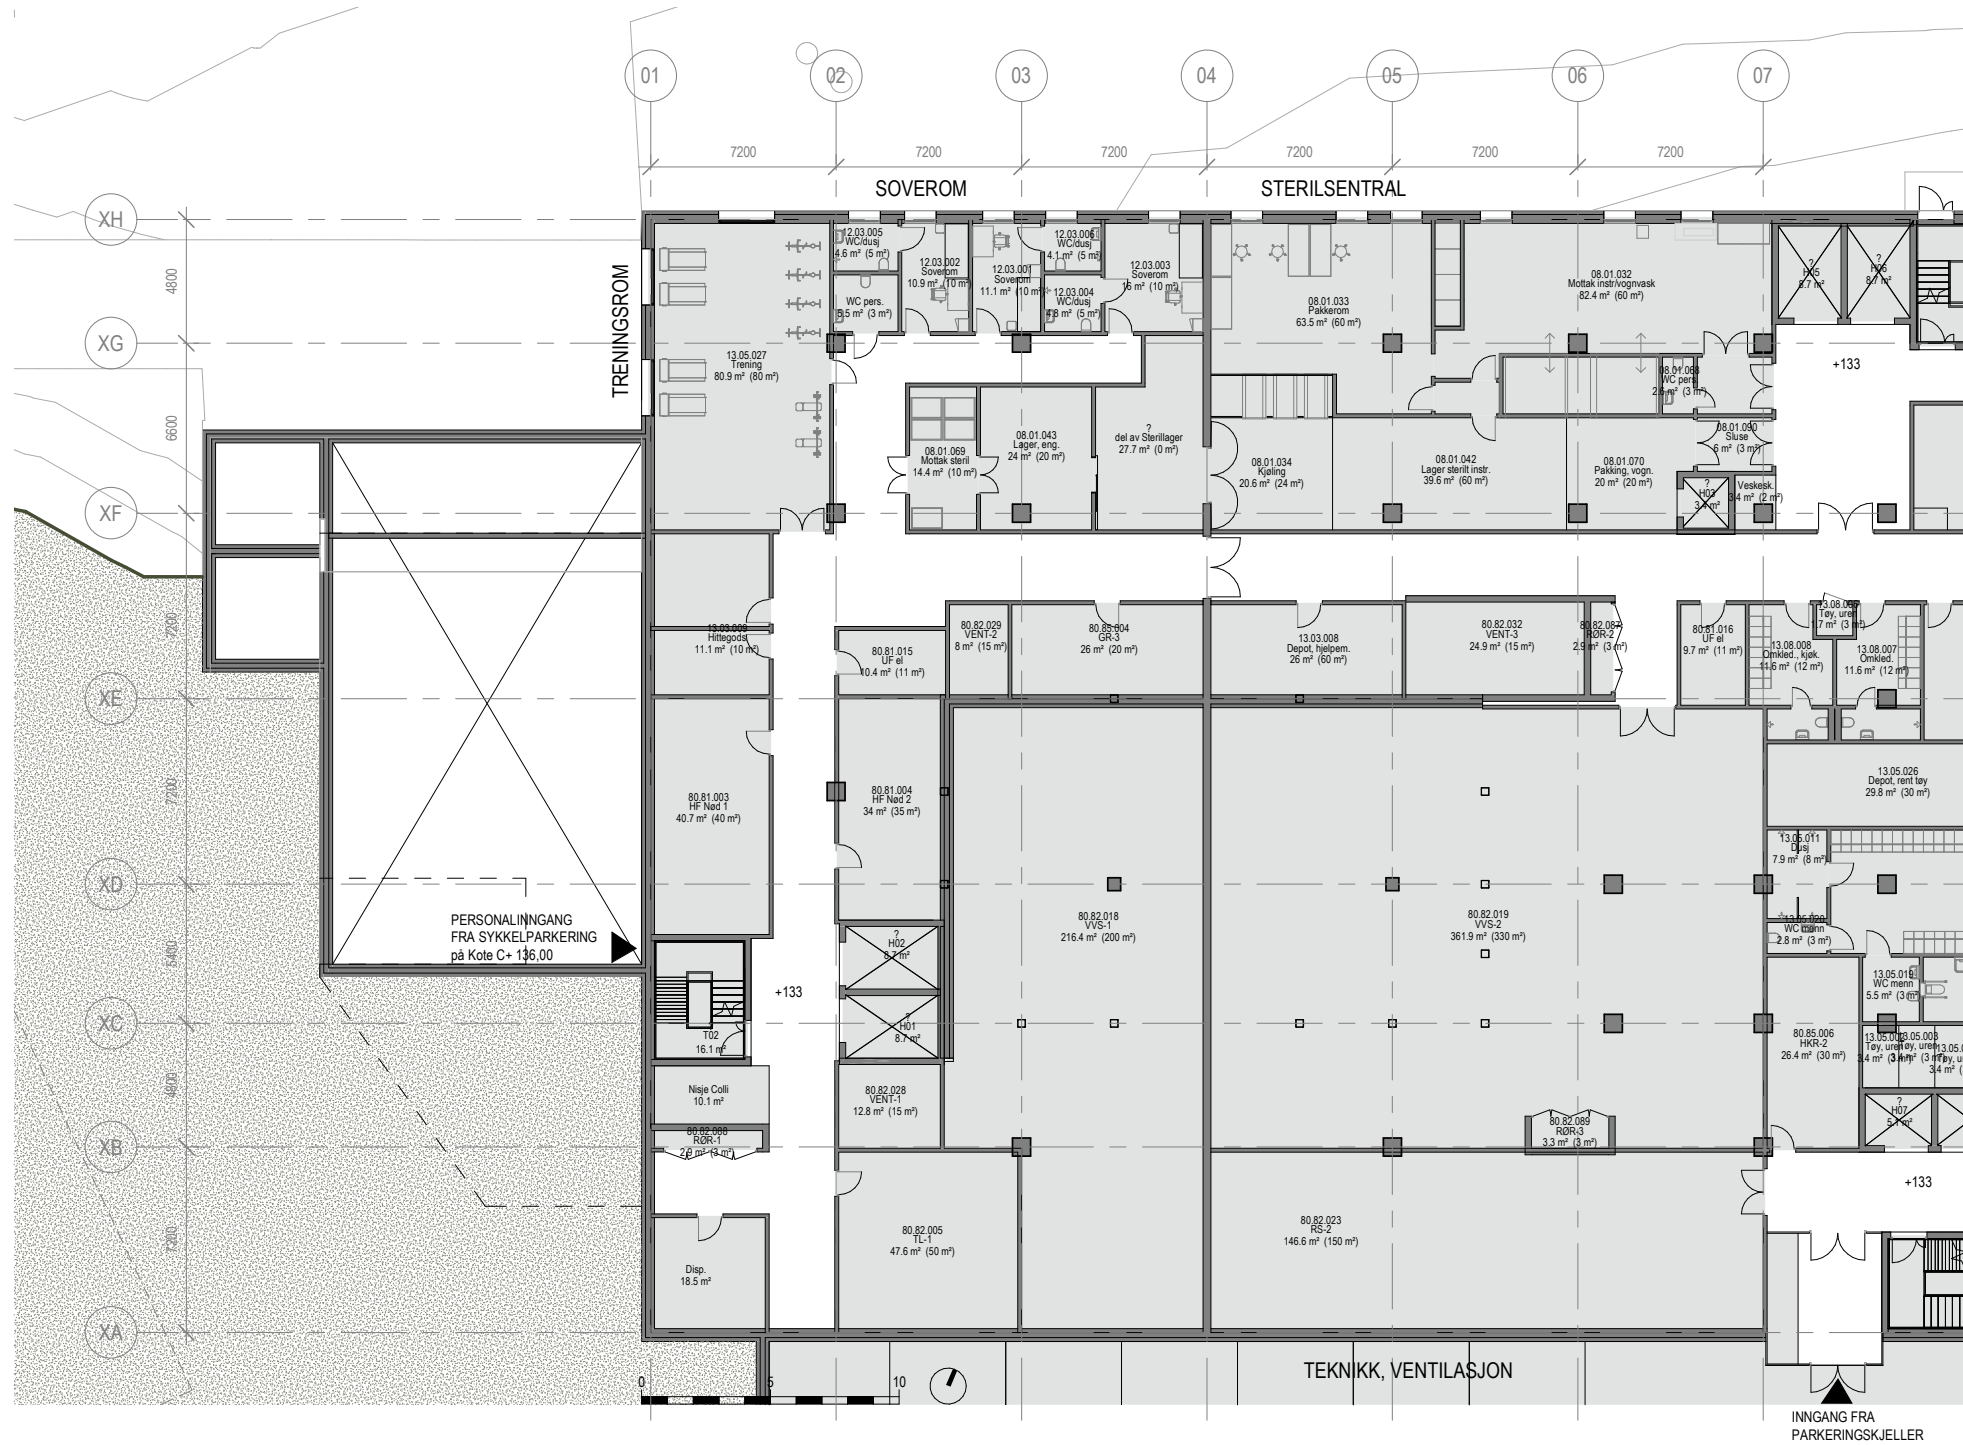 01
02
03
04
05
06
07
7200
7200
7200
7200
7200
7200
SOVEROM
STERILSENTRAL
XH
XG
XF
XE
XD
XC
XB
XA
4800
6600
7200
7200
5400
4800
7200
TRENINGSROM
12.03.005
WC/dusj
4.6 m² (5 m²)
12.03.002
Soverom
10.9 m² (10 m²)
WC pers.
5.5 m² (3 m²)
12.03.001
Soverom
11.1 m² (10 m²)
12.03.006
WC/dusj
4.1 m² (5 m²)
12.03.004
WC/dusj
4.8 m² (5 m²)
12.03.003
Soverom
16 m² (10 m²)
08.01.033
Pakkerom
63.5 m² (60 m²)
08.01.032
Mottak instr/vognvask
82.4 m² (60 m²)
?
H05
8.7 m²
?
H06
8.7 m²
13.05.027
Trening
80.9 m² (80 m²)
08.01.068
WC pers.
2.6 m² (3 m²)
+133
08.01.069
Mottak steril
14.4 m² (10 m²)
08.01.043
Lager, eng.
24 m² (20 m²)
?
del av Sterillager
27.7 m² (0 m²)
08.01.034
Kjøling
20.6 m² (24 m²)
08.01.042
Lager sterilt instr.
39.6 m² (60 m²)
08.01.070
Pakking, vogn.
20 m² (20 m²)
08.01.090
Sluse
6 m² (3 m²)
?
H03
3.4 m²
Veskesk.
3.4 m² (2 m²)
13.03.009
Hittegods
11.1 m² (10 m²)
80.81.015
UF el
10.4 m² (11 m²)
80.82.029
VENT-2
8 m² (15 m²)
80.85.004
GR-3
26 m² (20 m²)
13.03.008
Depot, hjelpem.
26 m² (60 m²)
80.82.032
VENT-3
24.9 m² (15 m²)
80.82.087
RØR-2
2.9 m² (3 m²)
80.81.016
UF el
9.7 m² (11 m²)
13.08.008
Omkled., kjøk.
11.6 m² (12 m²)
Tøy, uren
1.7 m² (3 m²)
13.08.007
Omkled.
11.6 m² (12 m²)
80.81.003
HF Nød 1
40.7 m² (40 m²)
80.81.004
HF Nød 2
34 m² (35 m²)
80.82.018
VVS-1
216.4 m² (200 m²)
80.82.019
VVS-2
361.9 m² (330 m²)
13.05.026
Depot, rent tøy
29.8 m² (30 m²)
13.05.011
Dusj
7.9 m² (8 m²)
13.05.020
WC menn
2.8 m² (3 m²)
13.05.019
WC menn
5.5 m² (3 m²)
PERSONALINNGANG
FRA SYKKELPARKERING
på Kote C+ 136,00
?
H02
8.7 m²
?
H01
8.7 m²
+133
T02
16.1 m²
Nisje Colli
10.1 m²
80.82.088
RØR-1
2.9 m² (3 m²)
80.82.028
VENT-1
12.8 m² (15 m²)
80.82.089
RØR-3
3.3 m² (3 m²)
80.85.006
HKR-2
26.4 m² (30 m²)
Tøy, uren
3.4 m²
13.05.003
Tøy, uren
3.4 m²
?
H07
5.1 m²
+133
80.82.005
TL-1
47.6 m² (50 m²)
80.82.023
RS-2
146.6 m² (150 m²)
Disp.
18.5 m²
0
5
10
TEKNIKK, VENTILASJON
INNGANG FRA
PARKERINGSKJELLER